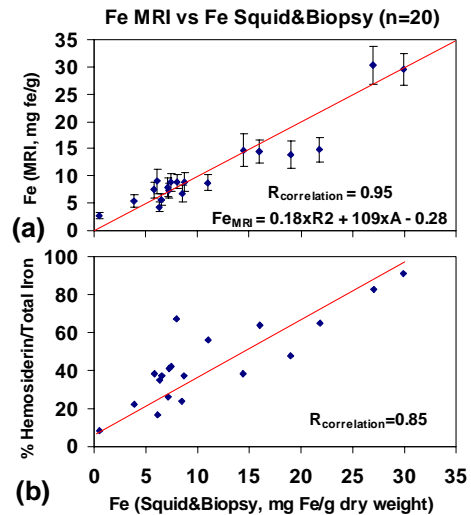 Fe MRI vs Fe Squid&Biopsy (n=20)
35
30
25
20
15
10
5
0
Fe (MRI, mg fe/g)
Rcorrelation = 0.95
FeMRI = 0.18xR2 + 109xA - 0.28
(a)
100
80
60
40
20
0
% Hemosiderin/Total Iron
Rcorrelation=0.85
0 5 10 15 20 25 30 35
(b)
Fe (Squid&Biopsy, mg Fe/g dry weight)